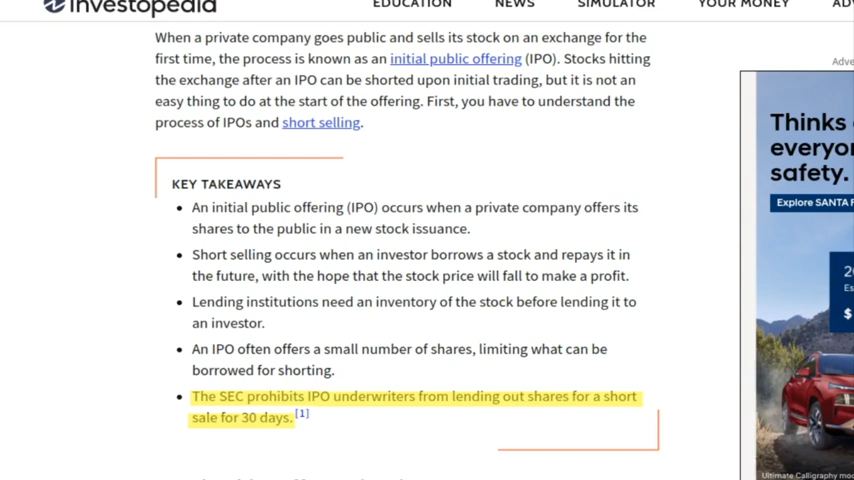 Investopedia
EDUCATION NEWS SIMULATOR YOUR MONEY
When a private company goes public and sells its stock on an exchange for the
first time, the process is known as an initial public offering (IPO). Stocks hitting
the exchange after an IPO can be shorted upon initial trading, but it is not an
easy thing to do at the start of the offering. First, you have to understand the
process of IPOs and short selling.
KEY TAKEAWAYS
• An initial public offering (IPO) occurs when a private company offers its
shares to the public in a new stock issuance.
• Short selling occurs when an investor borrows a stock and repays it in
the future, with the hope that the stock price will fall to make a profit.
• Lending institutions need an inventory of the stock before lending it to
an investor.
• An IPO often offers a small number of shares, limiting what can be
borrowed for shorting.
• The SEC prohibits IPO underwriters from lending out shares for a short
sale for 30 days. [1]
Adve
Thinks
everyo
safety.
Explore SANTA F
20
Es
$
Ultimate Calligraphy mo